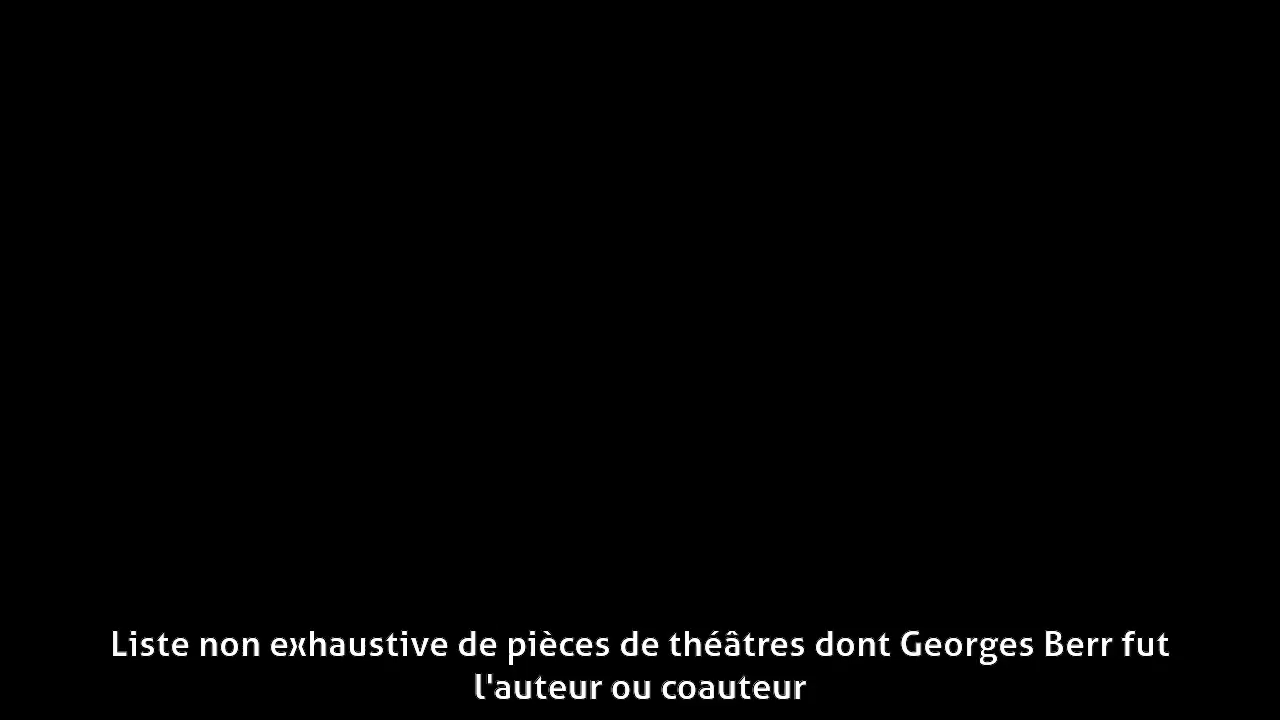 Liste non exhaustive de pièces de théâtres dont Georges Berr fut
l'auteur ou coauteur